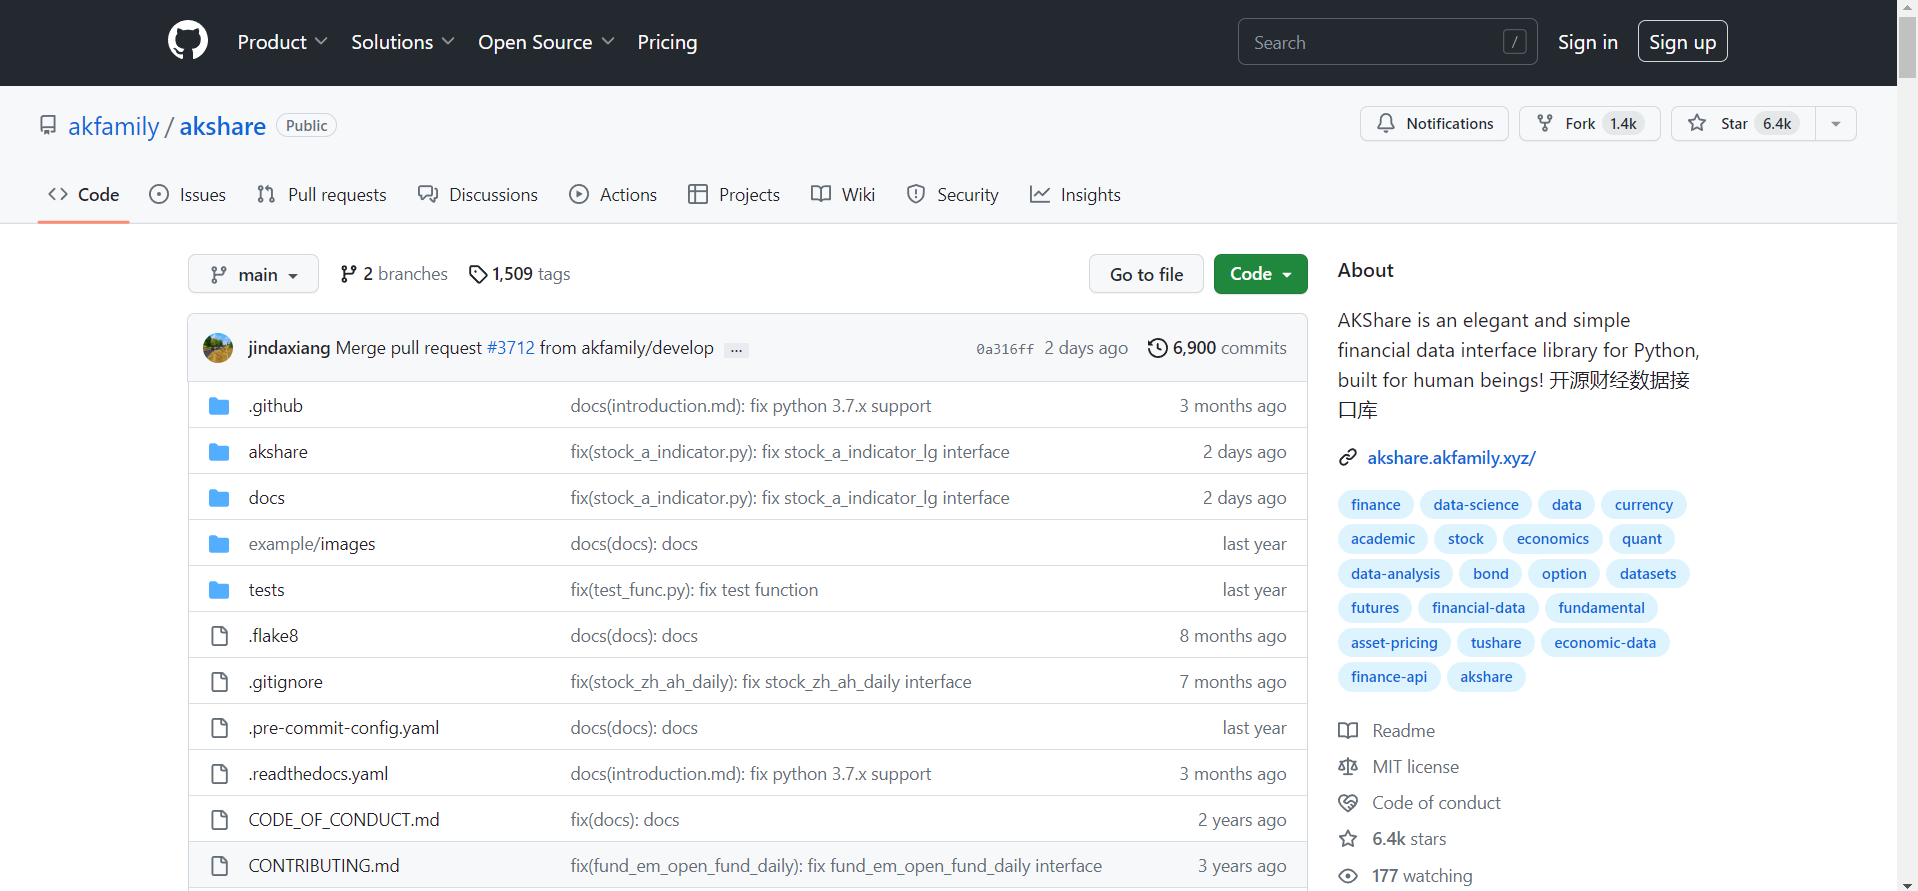 Product Solutions Open Source Pricing Search / Sign in Sign up
akfamily / akshare Public Notifications Fork 1.4k Star 6.4k
Code Issues Pull requests Discussions Actions Projects Wiki Security Insights
main 2 branches 1,509 tags Go to file Code
jindaxiang Merge pull request #3712 from akfamily/develop ... 0a316ff 2 days ago 6,900 commits
.github docs(introduction.md): fix python 3.7.x support 3 months ago
akshare fix(stock_a_indicator.py): fix stock_a_indicator_lg interface 2 days ago
docs fix(stock_a_indicator.py): fix stock_a_indicator_lg interface 2 days ago
example/images docs(docs): docs last year
tests fix(test_func.py): fix test function last year
.flake8 docs(docs): docs 8 months ago
.gitignore fix(stock_zh_ah_daily): fix stock_zh_ah_daily interface 7 months ago
.pre-commit-config.yaml docs(docs): docs last year
.readthedocs.yaml docs(introduction.md): fix python 3.7.x support 3 months ago
CODE_OF_CONDUCT.md fix(docs): docs 2 years ago
CONTRIBUTING.md fix(fund_em_open_fund_daily): fix fund_em_open_fund_daily interface 3 years ago
About
AKShare is an elegant and simple
financial data interface library for Python,
built for human beings! 开源财经数据接
口库
akshare.akfamily.xyz/
finance data-science data currency
academic stock economics quant
data-analysis bond option datasets
futures financial-data fundamental
asset-pricing tushare economic-data
finance-api akshare
Readme
MIT license
Code of conduct
6.4k stars
177 watching